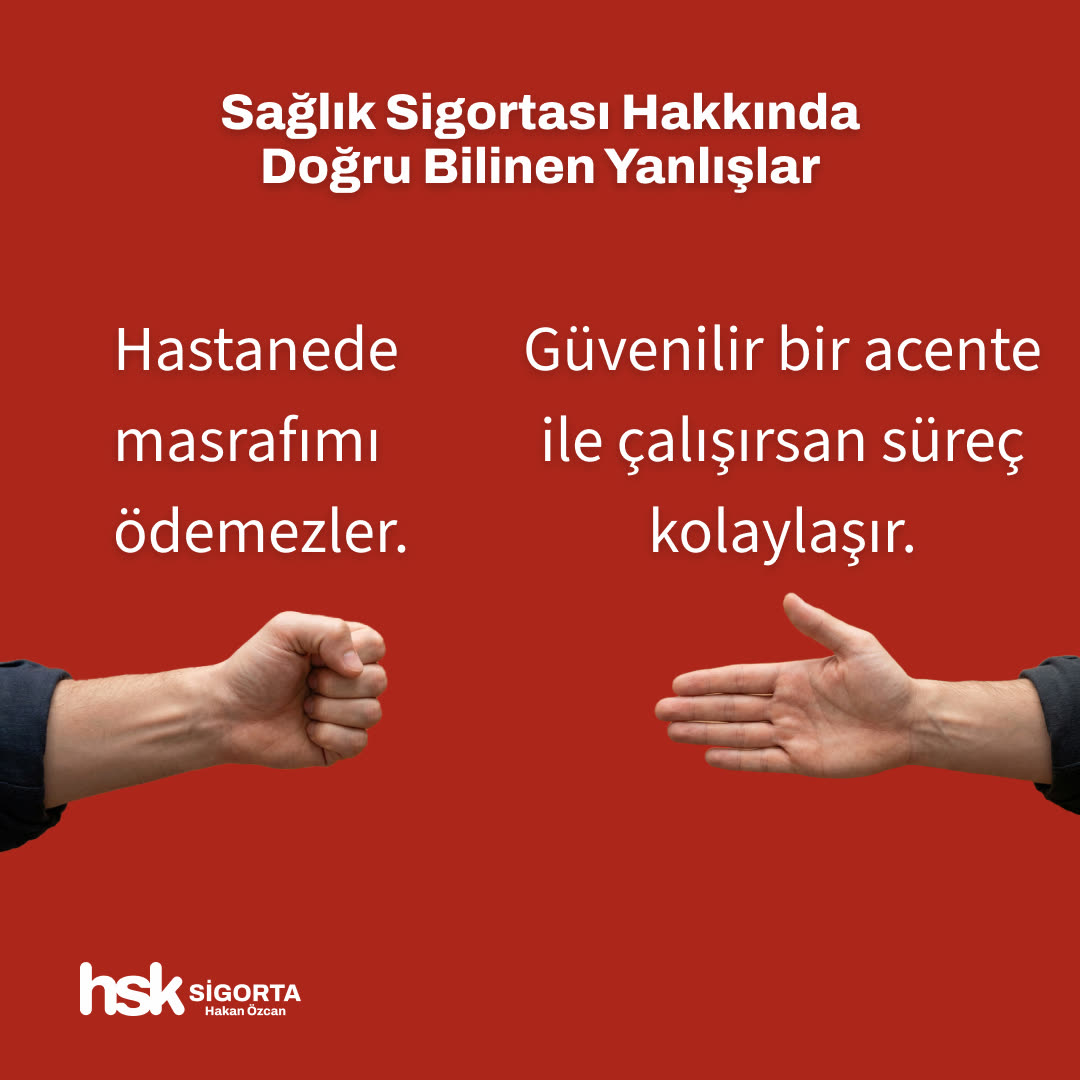 Sağlık Sigortası Hakkında
Doğru Bilinen Yanlışlar
Hastanede
masrafımı
ödemezler.
Güvenilir bir acente
ile çalışırsan süreç
kolaylaşır.
hsk SİGORTA
Hakan Özcan